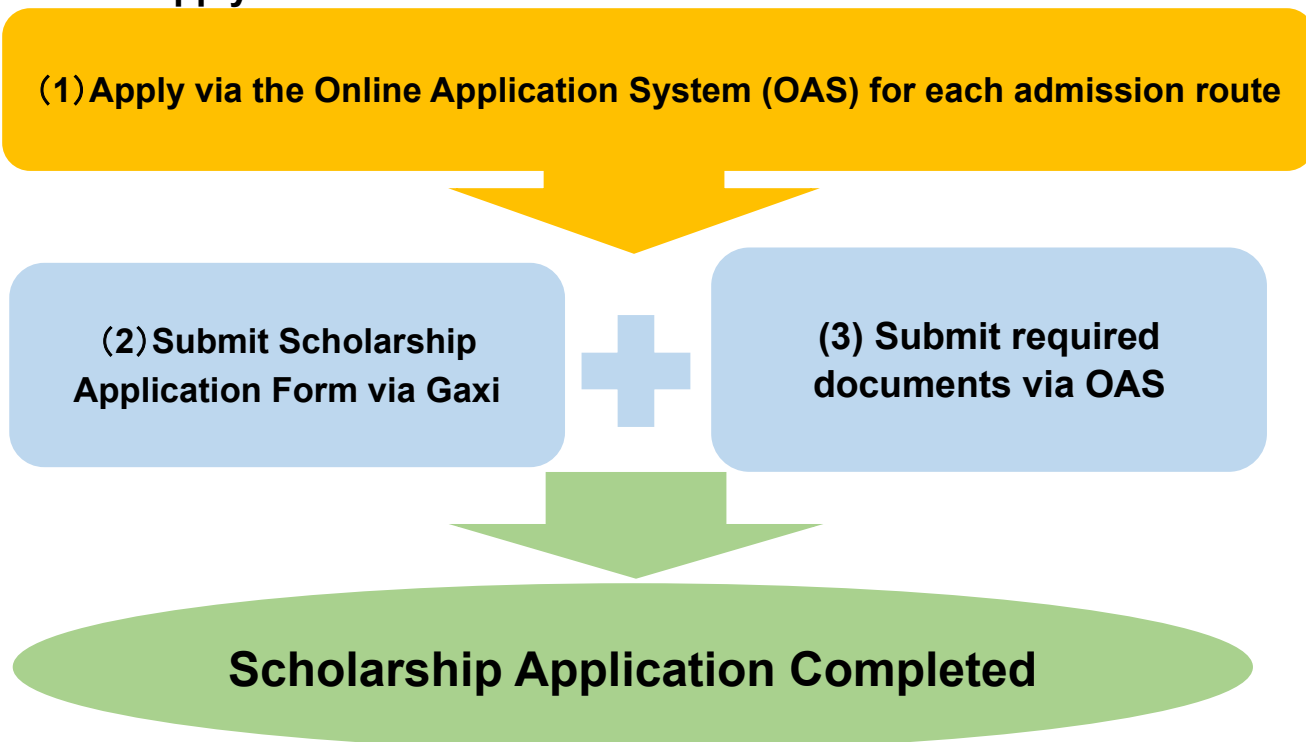 pply
（1）Apply via the Online Application System (OAS) for each admission route
（2）Submit Scholarship
Application Form via Gaxi
(3) Submit required
documents via OAS
Scholarship Application Completed